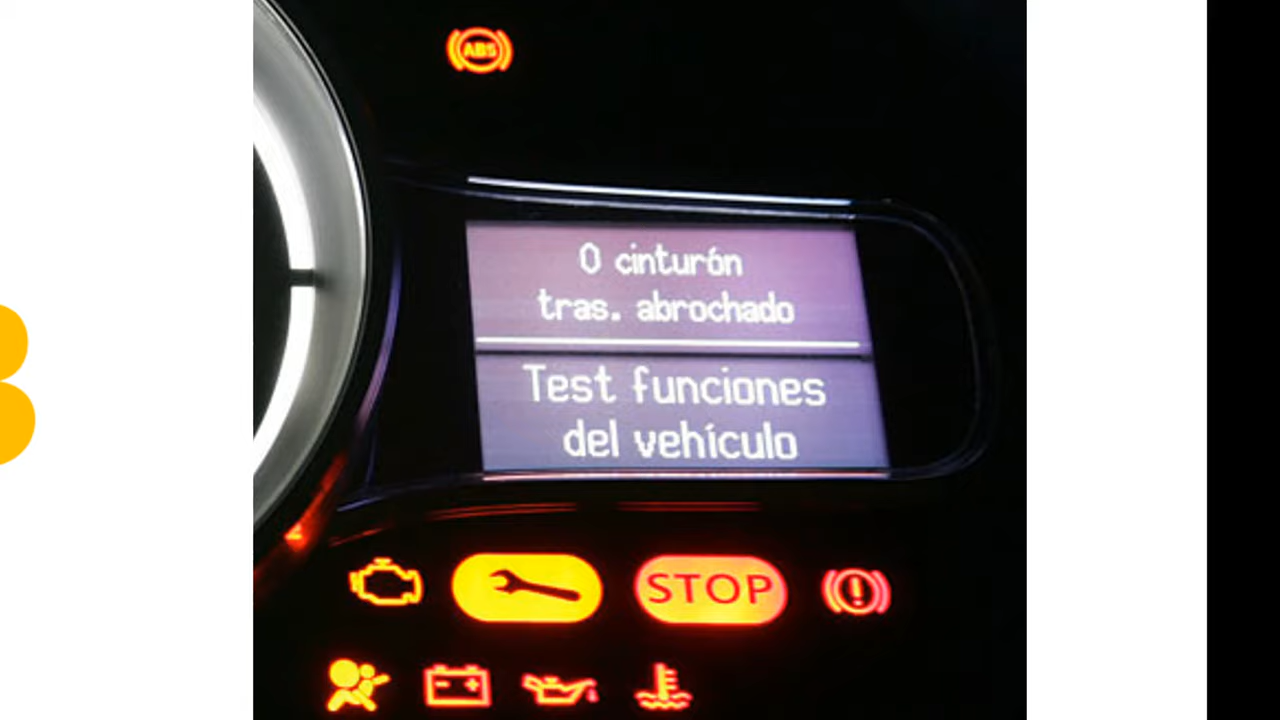 ABS
0 cinturón
tras. abrochado
Test funciones
del vehículo
STOP